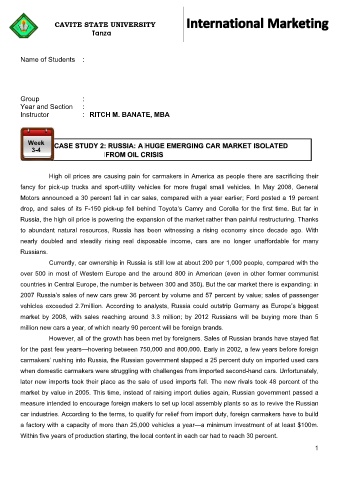 CAVITE STATE UNIVERSITY
Tanza
International Marketing
Name of Students :
Group :
Year and Section :
Instructor : RITCH M. BANATE, MBA
Week
3-4
CASE STUDY 2: RUSSIA: A HUGE EMERGING CAR MARKET ISOLATED
FROM OIL CRISIS
High oil prices are causing pain for carmakers in America as people there are sacrificing their
fancy for pick-up trucks and sport-utility vehicles for more frugal small vehicles. In May 2008, General
Motors announced a 30 percent fall in car sales, compared with a year earlier, Ford posted a 19 percent
drop, and sales of its F-150 pick-up fell behind Toyota's Camry and Corolla for the first time. But far in
Russia, the high oil price is powering the expansion of the market rather than painful restructuring. Thanks
to abundant natural resources, Russia has been witnessing a rising economy since decade ago. With
nearly doubled and steadily rising real disposable income, cars are no longer unaffordable for many
Russians.
Currently, car ownership in Russia is still low at about 200 per 1,000 people, compared with the
over 500 in most of Western Europe and the around 800 in American (even in other former communist
countries in Central Europe, the number is between 300 and 350). But the car market there is expanding: in
2007 Russia's sales of new cars grew 36 percent by volume and 57 percent by value; sales of passenger
vehicles exceeded 2.7million. According to analysts, Russia could outstrip Germany as Europe's biggest
market by 2008, with sales reaching around 3.3 million; by 2012 Russians will be buying more than 5
million new cars a year, of which nearly 90 percent will be foreign brands.
However, all of the growth has been met by foreigners. Sales of Russian brands have stayed flat
for the past few years—hovering between 750,000 and 800,000. Early in 2002, a few years before foreign
carmakers' rushing into Russia, the Russian government slapped a 25 percent duty on imported used cars
when domestic carmakers were struggling with challenges from imported second-hand cars. Unfortunately,
later new imports took their place as the sale of used imports fell. The new rivals took 48 percent of the
market by value in 2005. This time, instead of raising import duties again, Russian government passed a
measure intended to encourage foreign makers to set up local assembly plants so as to revive the Russian
car industries. According to the terms, to qualify for relief from import duty, foreign carmakers have to build
a factory with a capacity of more than 25,000 vehicles a year—a minimum investment of at least $100m.
Within five years of production starting, the local content in each car had to reach 30 percent.
1